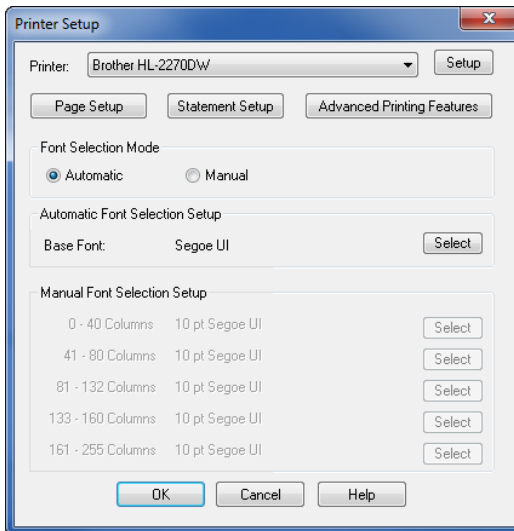 Printer Setup
Printer: Brother HL-2270DW Setup
Page Setup Statement Setup Advanced Printing Features
Font Selection Mode
Automatic Manual
Automatic Font Selection Setup
Base Font: Segoe UI Select
Manual Font Selection Setup
0 - 40 Columns 10 pt Segoe UI Select
41 - 80 Columns 10 pt Segoe UI Select
81 - 132 Columns 10 pt Segoe UI Select
133 - 160 Columns 10 pt Segoe UI Select
161 - 255 Columns 10 pt Segoe UI Select
OK Cancel Help